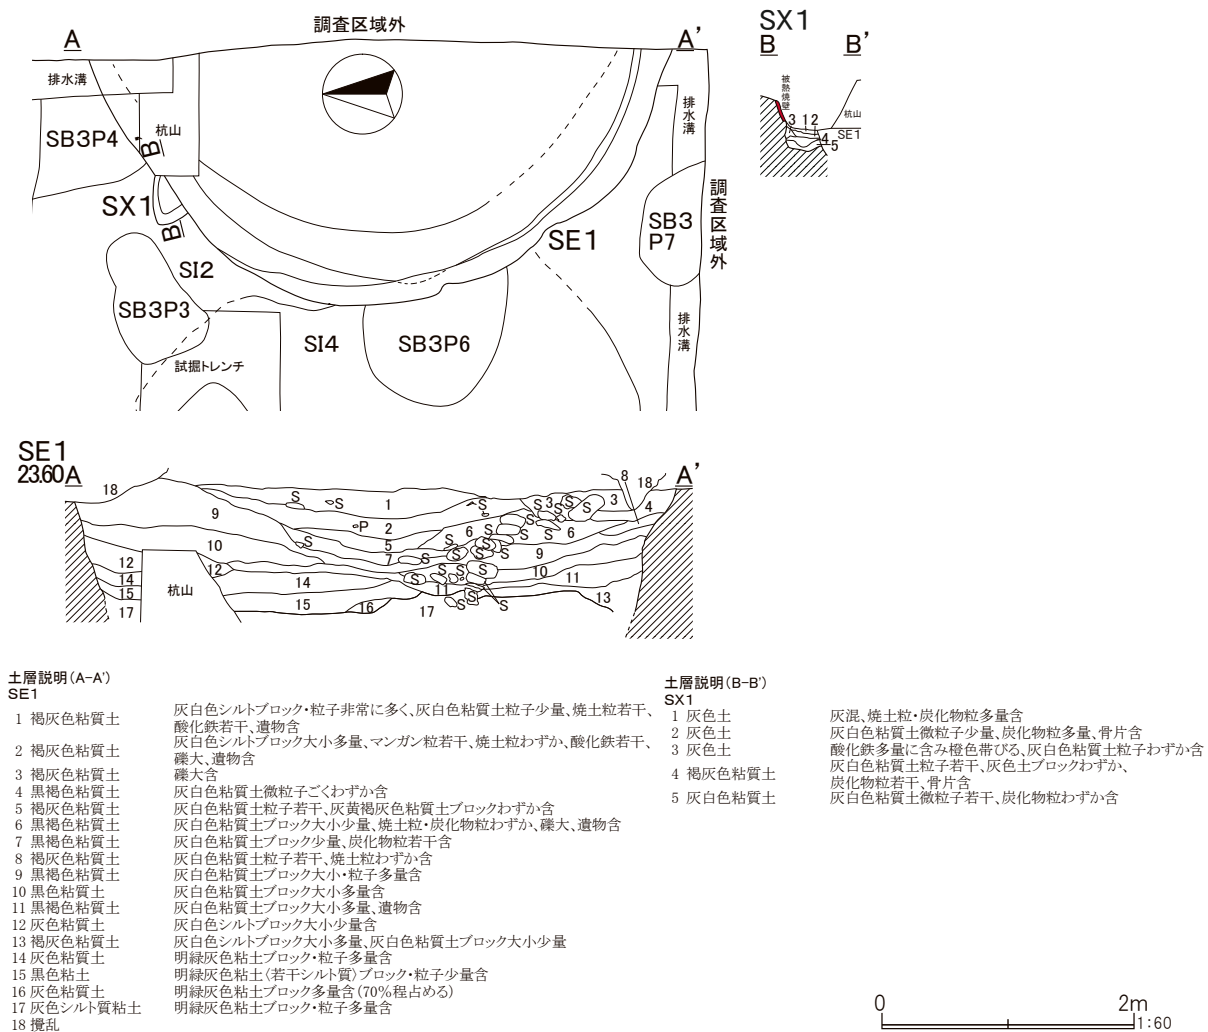 調査区域外
A
A’
排水溝
SB3P4
杭山
B’
SX1
B
SI2
SB3P3
試掘トレンチ
SI4
SB3P6
SE1
排水溝
SB3
P7
調査区域外
排水溝
SX1
B
B’
被熱焼壁
杭山
3 1 2
SE1
4
5
SE1
23.60 A
A’
18
S
S
1
S
S
3
S
S
S
3
8
18
4
9
P
2
S
6
S
S
6
S
5
S
S
S
9
10
7
S
S
10
11
12
12
14
S
S
S
11
13
14
15
杭山
15
16
17
S
S
S
17
土層説明(A-A’)
SE1
1 褐灰色粘質土 灰白色シルトブロック・粒子非常に多く、灰白色粘質土粒子少量、焼土粒若干、
酸化鉄若干、遺物含
2 褐灰色粘質土 灰白色シルトブロック大小多量、マンガン粒若干、焼土粒わずか、酸化鉄若干、
礫大、遺物含
3 褐灰色粘質土 礫大含
4 黒褐色粘質土 灰白色粘質土微粒子ごくわずか含
5 褐灰色粘質土 灰白色粘質土粒子若干、灰黄褐灰色粘質土ブロックわずか含
6 黒褐色粘質土 灰白色粘質土ブロック大小少量、焼土粒・炭化物粒わずか、礫大、遺物含
7 黒褐色粘質土 灰白色粘質土ブロック少量、炭化物粒若干含
8 褐灰色粘質土 灰白色粘質土粒子若干、焼土粒わずか含
9 黒褐色粘質土 灰白色粘質土ブロック大小・粒子多量含
10 黒色粘質土 灰白色粘質土ブロック大小多量含
11 黒褐色粘質土 灰白色粘質土ブロック大小多量、遺物含
12 灰色粘質土 灰白色シルトブロック大小少量含
13 褐灰色粘質土 灰白色シルトブロック大小多量、灰白色粘質土ブロック大小少量
14 灰色粘質土 明緑灰色粘土ブロック・粒子多量含
15 黒色粘土 明緑灰色粘土〈若干シルト質〉ブロック・粒子少量含
16 灰色粘質土 明緑灰色粘土ブロック多量含(70%程占める)
17 灰色シルト質粘土 明緑灰色粘土ブロック・粒子多量含
18 攪乱
土層説明(B-B’)
SX1
1 灰色土 灰混、焼土粒・炭化物粒多量含
2 灰色土 灰白色粘質土微粒子少量、炭化物粒多量、骨片含
3 灰色土 酸化鉄多量に含み橙色帯びる、灰白色粘質土粒子わずか含
4 褐灰色粘質土 灰白色粘質土粒子若干、灰色土ブロックわずか、
炭化物粒若干、骨片含
5 灰白色粘質土 灰白色粘質土微粒子若干、炭化物粒わずか含
0 2m
1:60